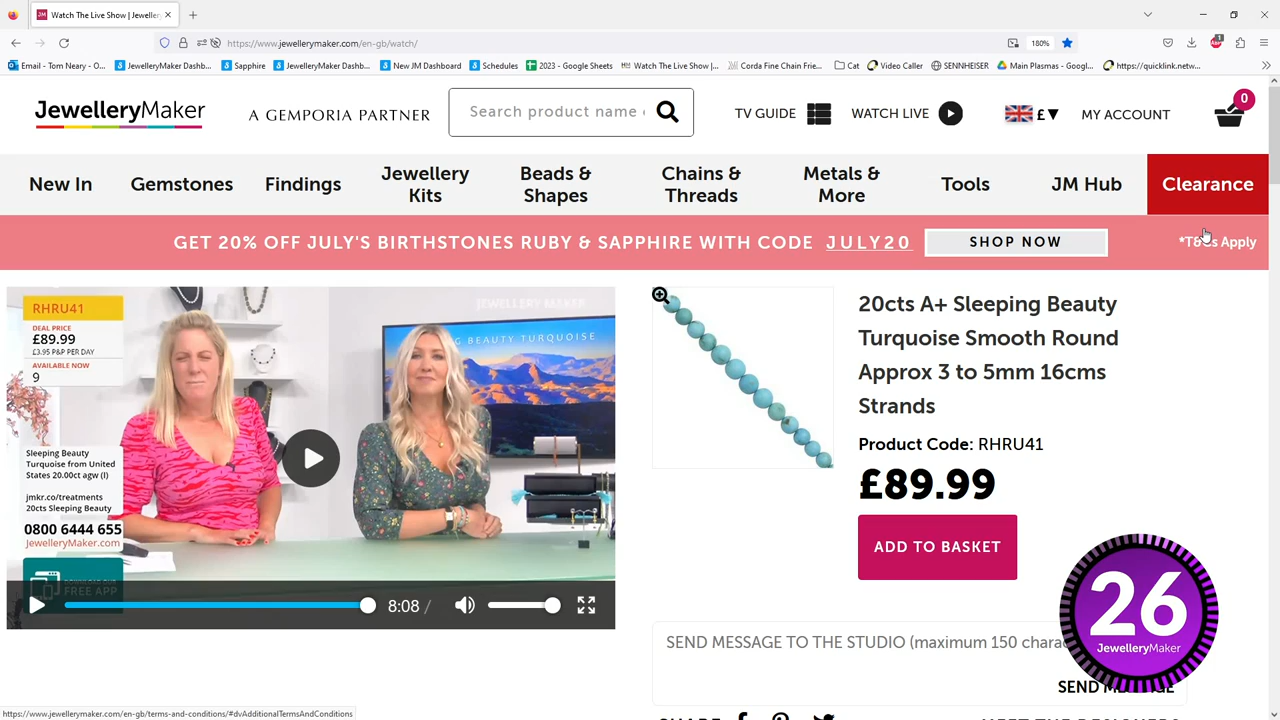 Watch The Live Show | Jeweller
https://www.jewellerymaker.com/en-gb/watch/
180%
Email - Tom Neary - O...
JewelleryMaker Dashb...
Sapphire
JewelleryMaker Dashb...
New JM Dashboard
Schedules
2023 - Google Sheets
Watch The Live Show |...
Corda Fine Chain Frie...
Cat
Video Caller
SENNHEISER
Main Plasmas - Googl...
https://quicklink.netw...
JewelleryMaker
A GEMPORIA PARTNER
Search product name
TV GUIDE
WATCH LIVE
£
MY ACCOUNT
0
New In
Gemstones
Findings
Jewellery
Kits
Beads &
Shapes
Chains &
Threads
Metals &
More
Tools
JM Hub
Clearance
GET 20% OFF JULY'S BIRTHSTONES RUBY & SAPPHIRE WITH CODE JULY20
SHOP NOW
*T&Cs Apply
RHRU41
DEAL PRICE
£89.99
£3.95 P&P PER DAY
AVAILABLE NOW
9
JEWELLERY MAKER
BEAUTY TURQUOISE
Sleeping Beauty
Turquoise from United
States 20.00ct agw (I)
jmkr.co/treatments
20cts Sleeping Beauty
0800 6444 655
JewelleryMaker.com
DOWNLOAD OUR
FREE APP
8:08 /
20cts A+ Sleeping Beauty
Turquoise Smooth Round
Approx 3 to 5mm 16cms
Strands
Product Code: RHRU41
£89.99
ADD TO BASKET
26
JewelleryMaker
SEND MESSAGE TO THE STUDIO (maximum 150 charac
SEND MESSAGE
SHARE
MEET THE DESIGNERS
https://www.jewellerymaker.com/en-gb/terms-and-conditions/#dvAdditionalTermsAndConditions